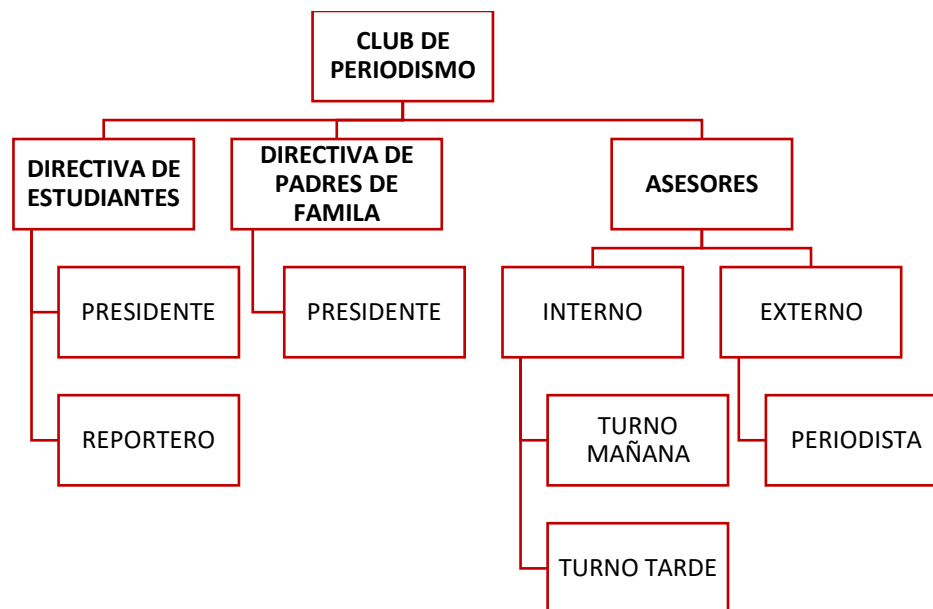 CLUB DE
PERIODISMO
DIRECTIVA DE
ESTUDIANTES
DIRECTIVA DE
PADRES DE
FAMILA
ASESORES
PRESIDENTE
PRESIDENTE
INTERNO
EXTERNO
REPORTERO
TURNO
MAÑANA
PERIODISTA
TURNO TARDE